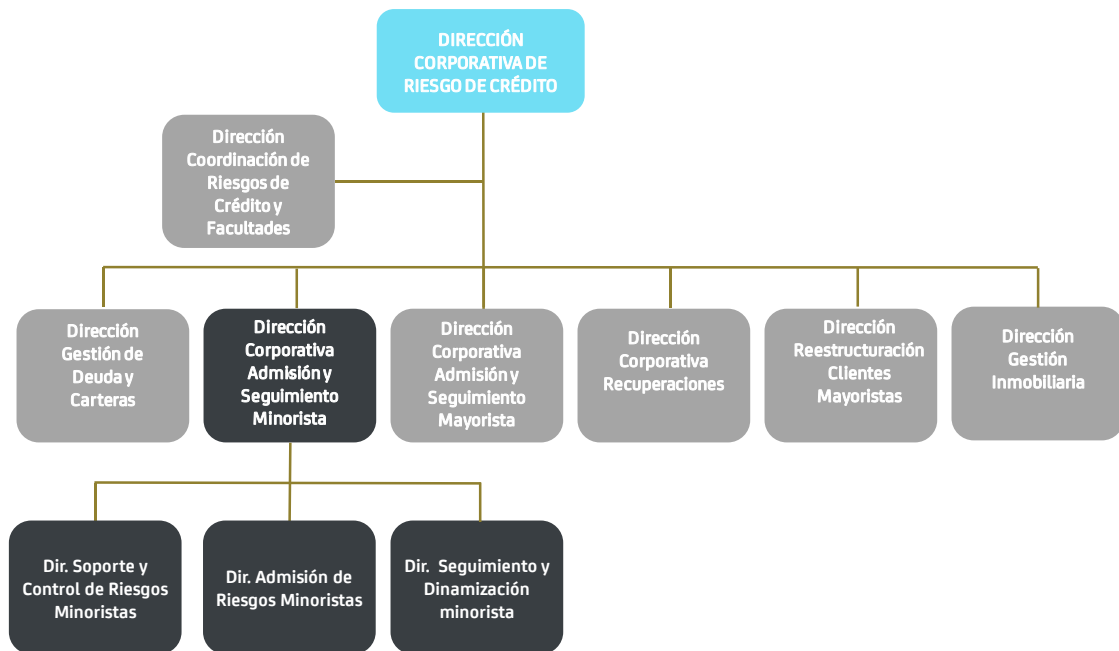 DIRECCIÓN
CORPORATIVA DE
RIESGO DE CRÉDITO
Dirección
Coordinación de
Riesgos de
Crédito y
Facultades
Dirección
Gestión de
Deuda y
Carteras
Dirección
Corporativa
Admisión y
Seguimiento
Minorista
Dirección
Corporativa
Admisión y
Seguimiento
Mayorista
Dirección
Corporativa
Recuperaciones
Dirección
Reestructuración
Clientes
Mayoristas
Dirección
Gestión
Inmobiliaria
Dir. Soporte y
Control de Riesgos
Minoristas
Dir. Admisión de
Riesgos Minoristas
Dir. Seguimiento y
Dinamización
minorista